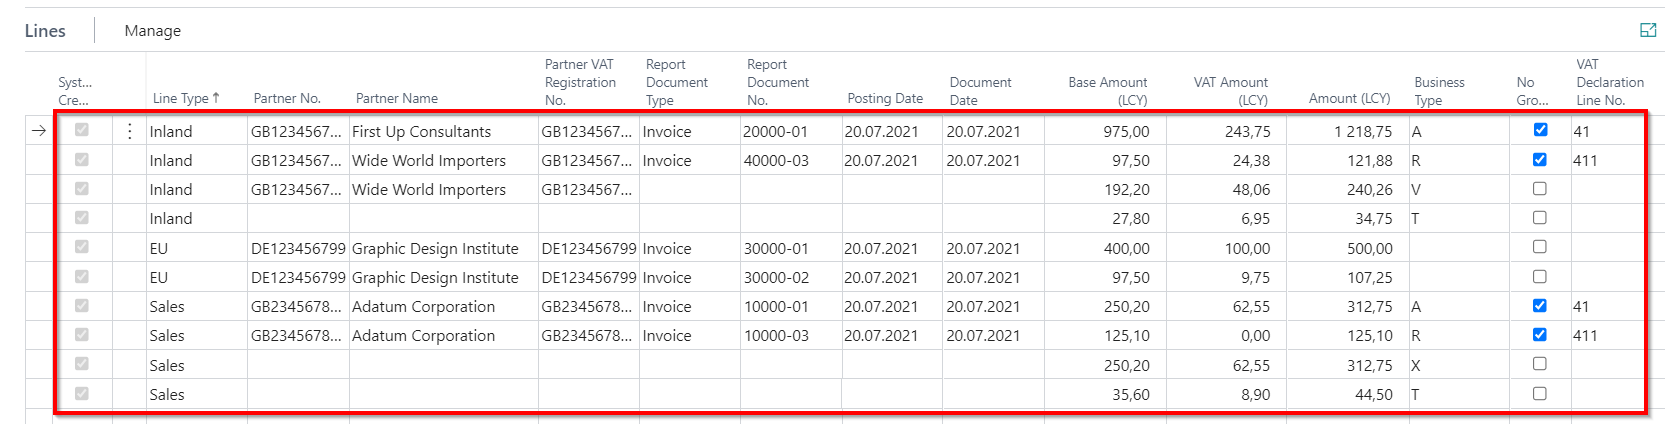 Lines Manage
Syst... Cre... Line Type ↑ Partner No. Partner Name Partner VAT Registration No. Report Document Type Report Document No. Posting Date Document Date Base Amount (LCY) VAT Amount (LCY) Amount (LCY) Business Type No Gro... VAT Declaration Line No.
Inland GB1234567... First Up Consultants GB1234567... Invoice 20000-01 20.07.2021 20.07.2021 975,00 243,75 1 218,75 A 41
Inland GB1234567... Wide World Importers GB1234567... Invoice 40000-03 20.07.2021 20.07.2021 97,50 24,38 121,88 R 411
Inland GB1234567... Wide World Importers GB1234567... 192,20 48,06 240,26 V
Inland 27,80 6,95 34,75 T
EU DE123456799 Graphic Design Institute DE123456799 Invoice 30000-01 20.07.2021 20.07.2021 400,00 100,00 500,00
EU DE123456799 Graphic Design Institute DE123456799 Invoice 30000-02 20.07.2021 20.07.2021 97,50 9,75 107,25
Sales GB2345678... Adatum Corporation GB2345678... Invoice 10000-01 20.07.2021 20.07.2021 250,20 62,55 312,75 A 41
Sales GB2345678... Adatum Corporation GB2345678... Invoice 10000-03 20.07.2021 20.07.2021 125,10 0,00 125,10 R 411
Sales 250,20 62,55 312,75 X
Sales 35,60 8,90 44,50 T